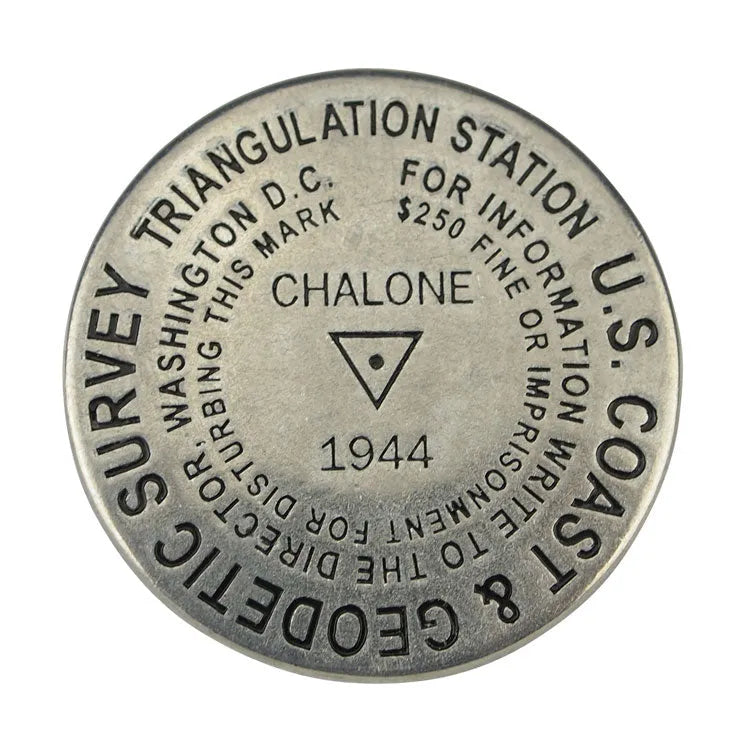 U.S. COAST & GEODETIC SURVEY
TRIANGULATION STATION
FOR INFORMATION WRITE TO THE DIRECTOR, WASHINGTON D.C.
$250 FINE OR IMPRISONMENT FOR DISTURBING THIS MARK
CHALONE
1944